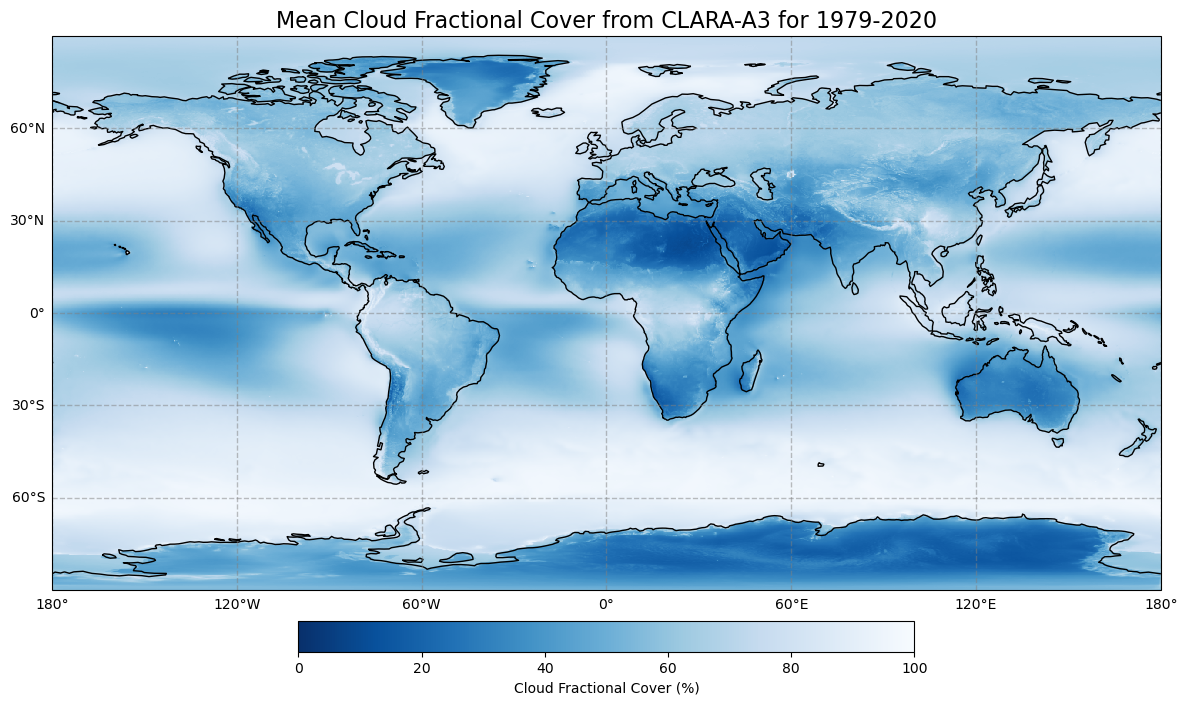 Mean Cloud Fractional Cover from CLARA-A3 for 1979-2020
60°N
30°N
0°
30°S
60°S
180° 120°W 60°W 0° 60°E 120°E 180°
0 20 40 60 80 100
Cloud Fractional Cover (%)